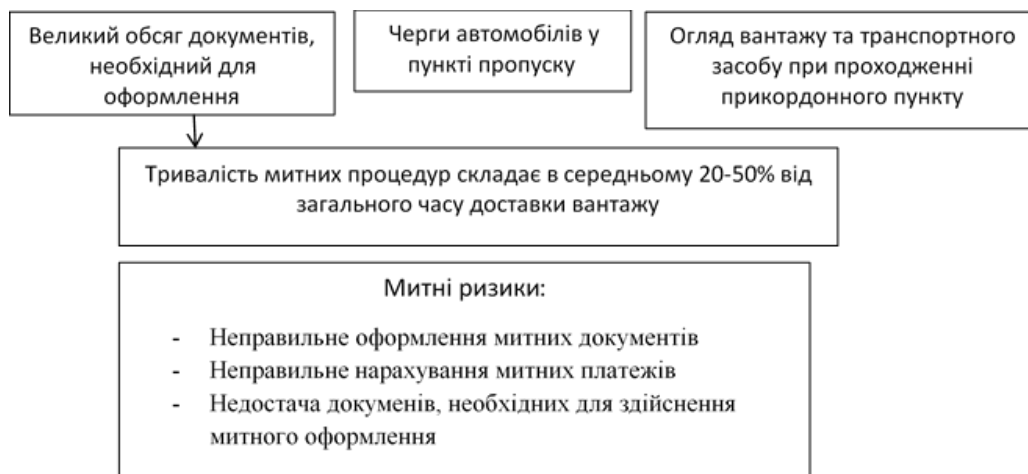 Великий обсяг документів,
необхідний для
оформлення
Черги автомобілів у
пункті пропуску
Огляд вантажу та транспортного
засобу при проходженні
прикордонного пункту
Тривалість митних процедур складає в середньому 20-50% від
загального часу доставки вантажу
Митні ризики:
- Неправильне оформлення митних документів
- Неправильне нарахування митних платежів
- Недостача докуменів, необхідних для здійснення
митного оформлення